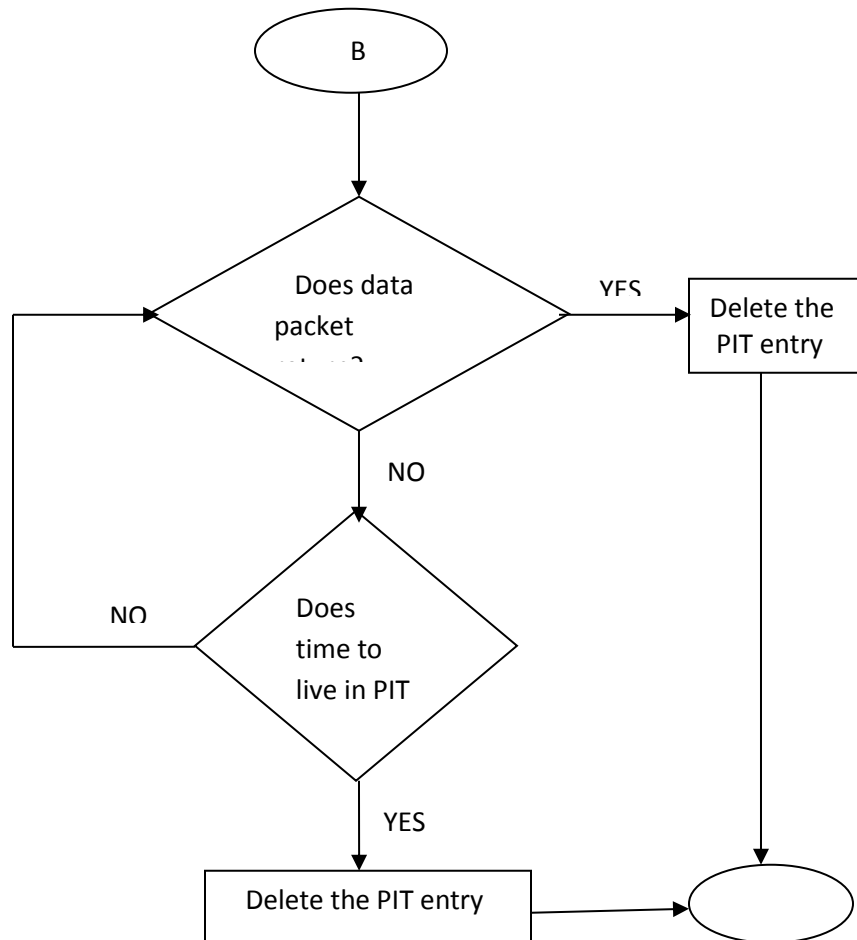 B
Does data
packet
YES
Delete the
PIT entry
NO
Does
time to
live in PIT
NO
YES
Delete the PIT entry